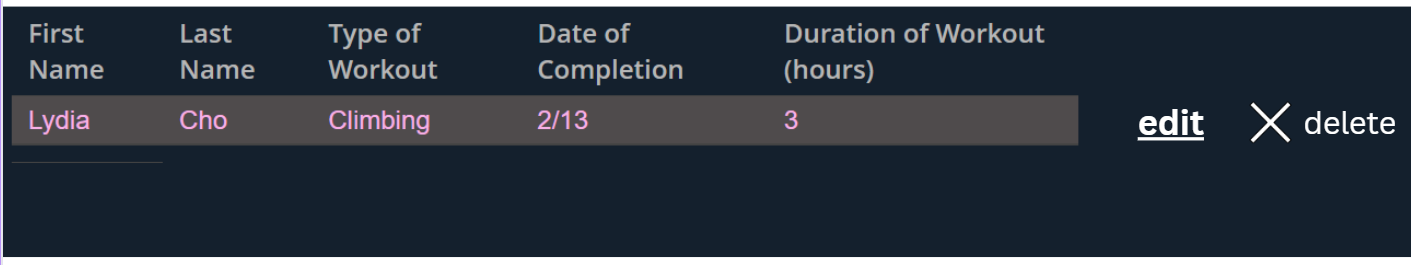 First Name Last Name Type of Workout Date of Completion Duration of Workout (hours)
Lydia Cho Climbing 2/13 3 edit delete